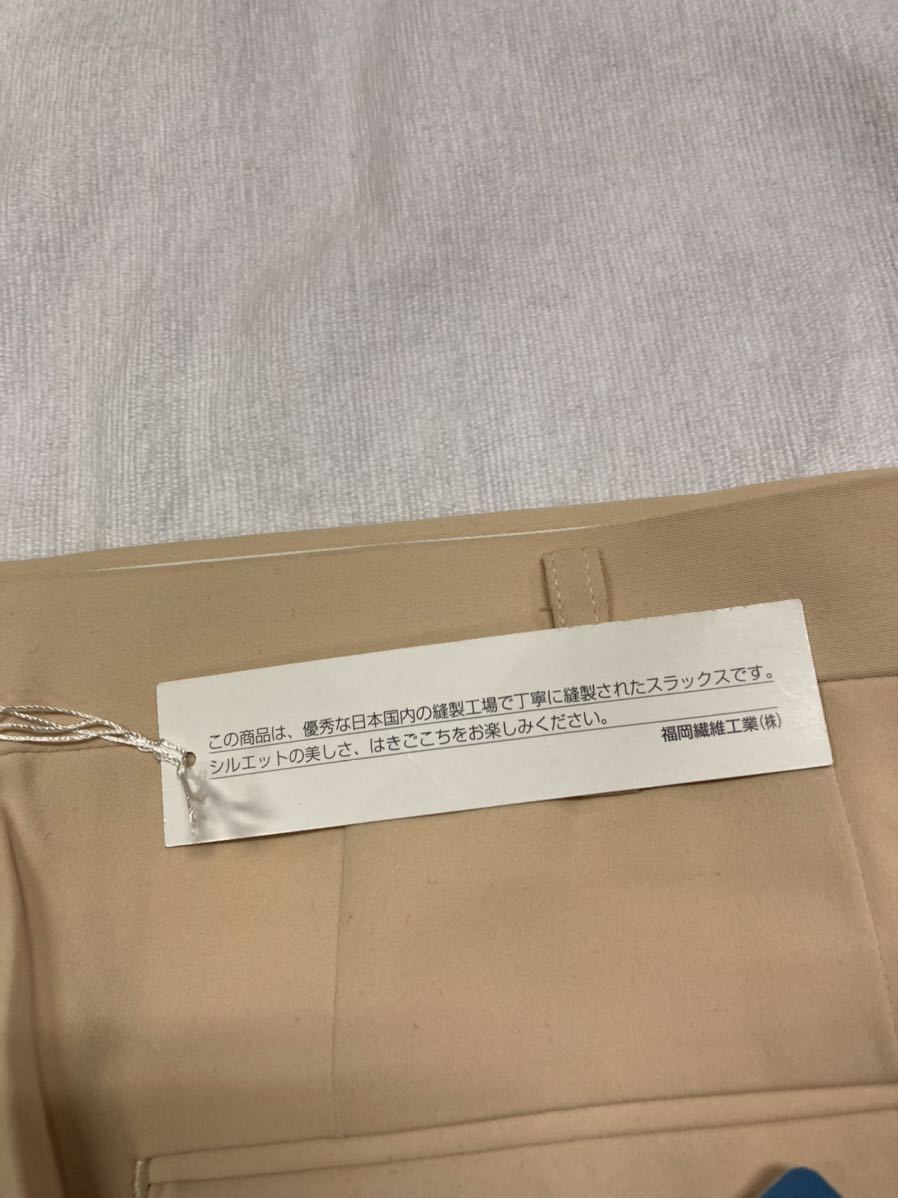 この商品は、優秀な日本国内の縫製工場で丁寧に縫製されたスラックスです。
シルエットの美しさ、はきごこちをお楽しみください。
福岡繊維工業(株)